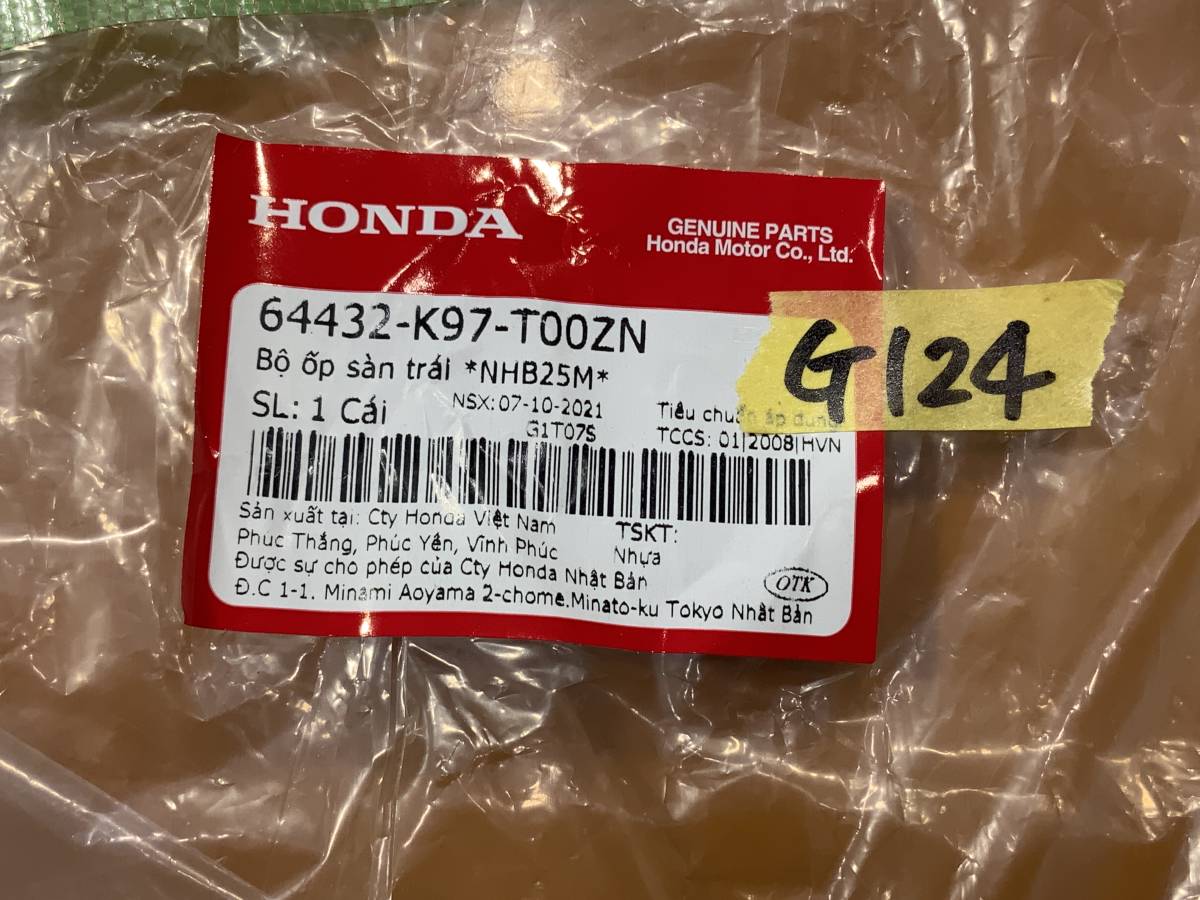 HONDA
GENUINE PARTS
Honda Motor Co., Ltd.
64432-K97-T00ZN
G124
Bộ ốp sàn trái *NHB25M*
SL: 1 Cái
NSX: 07-10-2021
G1T07S
Tiêu chuẩn áp dụng
TCCS: 01|2008|HVN
Sản xuất tại: Cty Honda Việt Nam
Phuc Thắng, Phúc Yên, Vĩnh Phúc
Được sự cho phép của Cty Honda Nhật Bản
Đ.C 1-1. Minami Aoyama 2-chome.Minato-ku Tokyo Nhật Bản
TSKT:
Nhựa
OTK